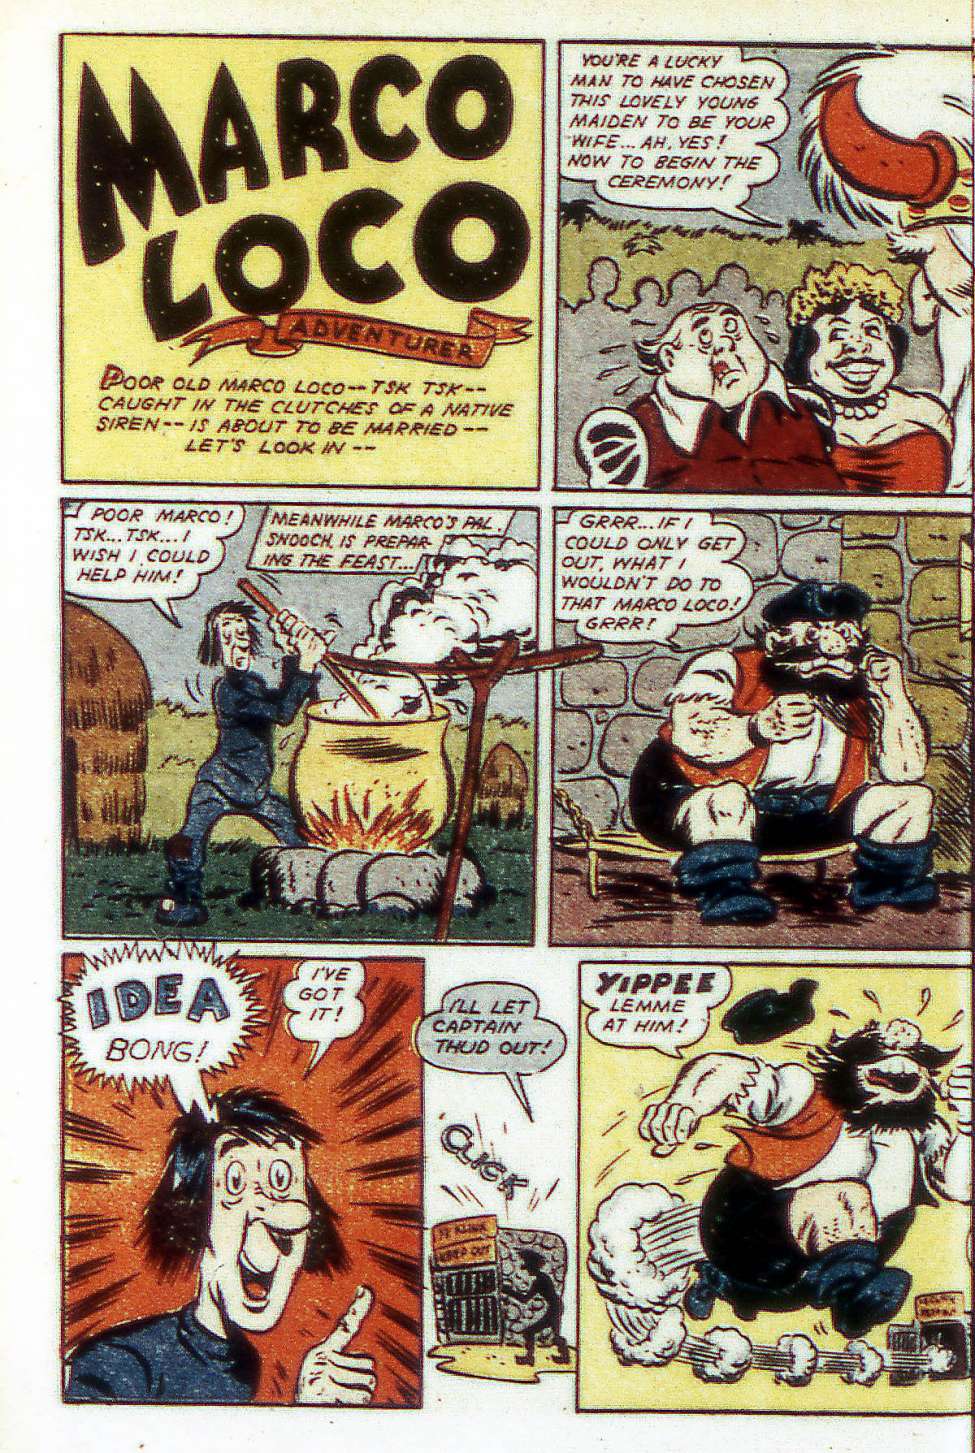 MARCO
LOCO
ADVENTURER
POOR OLD MARCO LOCO-- TSK TSK--
CAUGHT IN THE CLUTCHES OF A NATIVE
SIREN-- IS ABOUT TO BE MARRIED--
LET'S LOOK IN --
YOU'RE A LUCKY
MAN TO HAVE CHOSEN
THIS LOVELY YOUNG
MAIDEN TO BE YOUR
WIFE... AH, YES!
NOW TO BEGIN THE
CEREMONY!
POOR MARCO!
TSK... TSK... I
WISH I COULD
HELP HIM!
MEANWHILE MARCO'S PAL,
SNOOCH, IS PREPAR-
ING THE FEAST...
GRRR... IF I
COULD ONLY GET
OUT, WHAT I
WOULDN'T DO TO
THAT MARCO LOCO!
GRRR!
IDEA
BONG!
I'VE
GOT
IT!
I'LL LET
CAPTAIN
THUD OUT!
CLICK
YE KLINK
KEEP OUT
YIPPEE
LEMME
AT HIM!